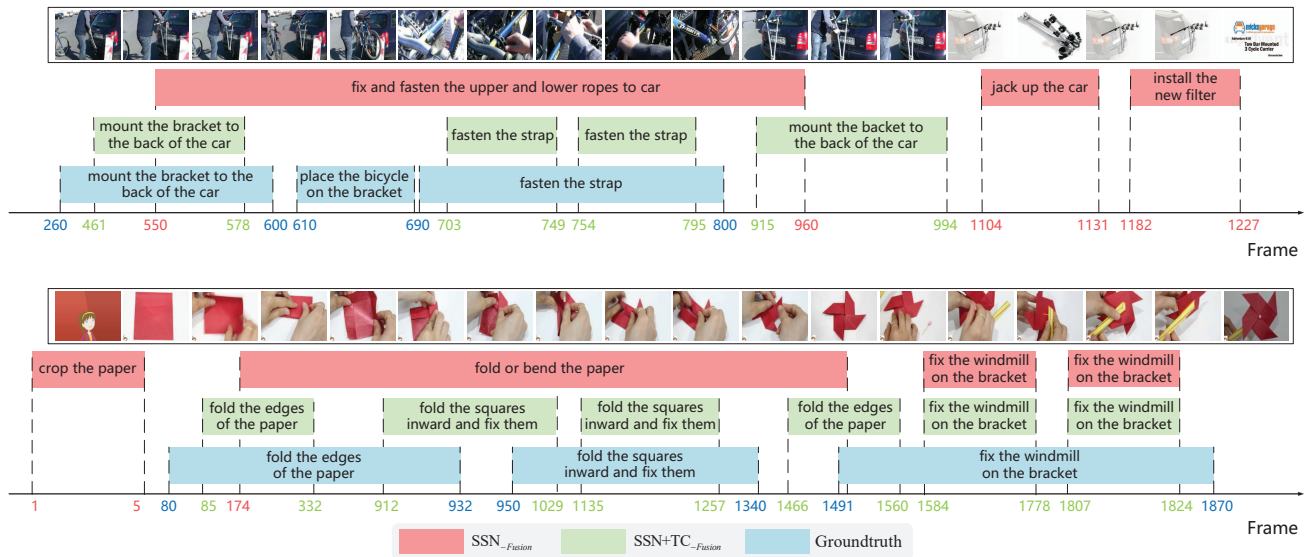 fix and fasten the upper and lower ropes to car
jack up the car
install the
new filter
mount the bracket to
the back of the car
fasten the strap
fasten the strap
mount the backet to
the back of the car
mount the bracket to the
back of the car
place the bicycle
on the bracket
fasten the strap
260 461 550 578 600 610 690 703 749 754 795 800 915 960 994 1104 1131 1182 1227
Frame
crop the paper
fold or bend the paper
fix the windmill
on the bracket
fix the windmill
on the bracket
fold the edges
of the paper
fold the squares
inward and fix them
fold the squares
inward and fix them
fold the edges
of the paper
fix the windmill
on the bracket
fix the windmill
on the bracket
fold the edges
of the paper
fold the squares
inward and fix them
fix the windmill
on the bracket
1 5 80 85 174 332 912 932 950 1029 1135 1257 1340 1466 1491 1560 1584 1778 1807 1824 1870
Frame
SSN-Fusion SSN+TC-Fusion Groundtruth